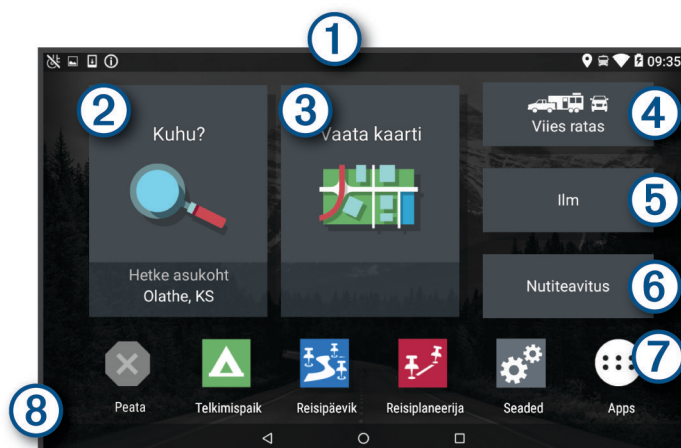 1
09:35
2
Kuhu?
3
Vaata kaarti
4
Viies ratas
5
Ilm
Hetke asukoht
Olathe, KS
6
Nutiteavitus
7
8
Peata
Telkimispaik
Reisipäevik
Reisiplaneerija
Seaded
Apps